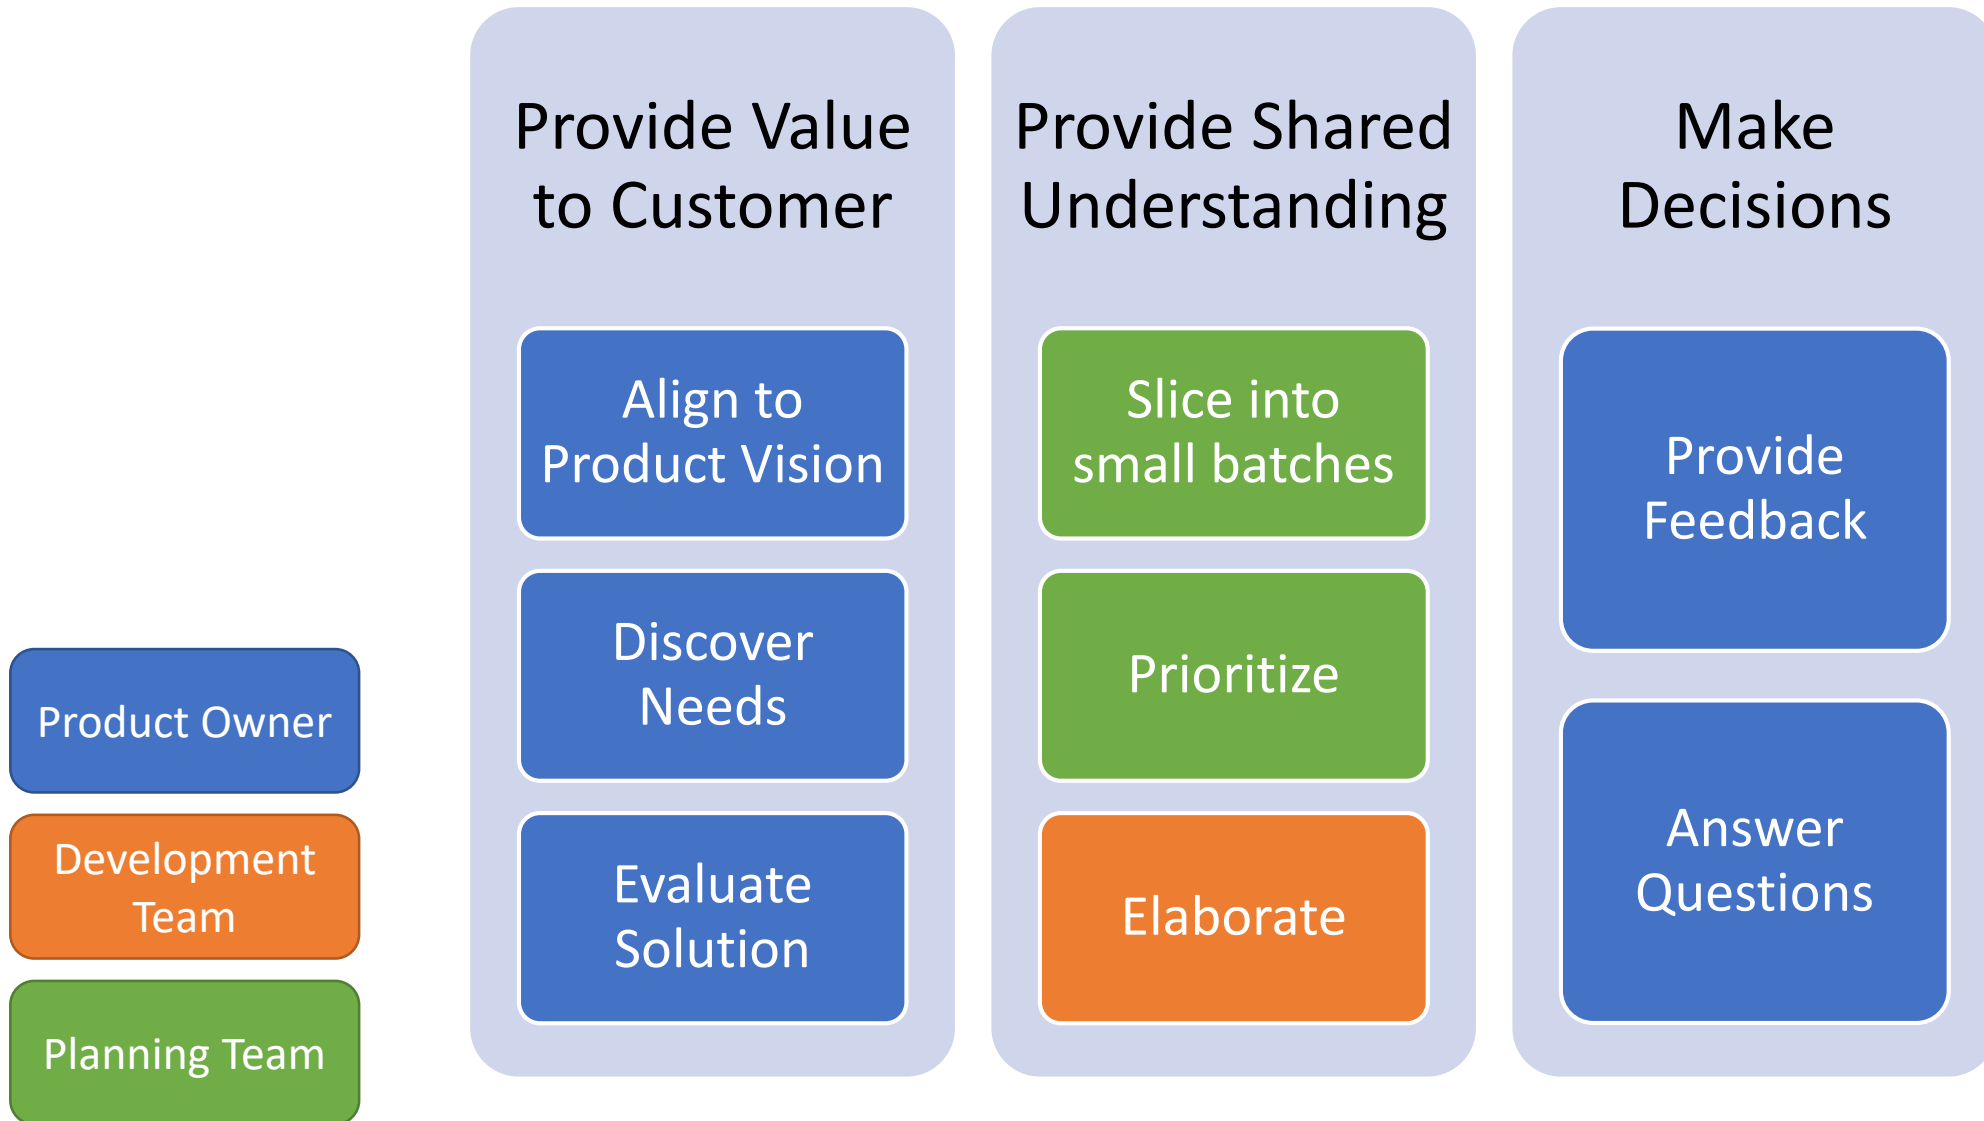 Provide Value
to Customer
Align to
Product Vision
Discover
Needs
Evaluate
Solution
Provide Shared
Understanding
Slice into
small batches
Prioritize
Elaborate
Make
Decisions
Provide
Feedback
Answer
Questions
Product Owner
Development
Team
Planning Team